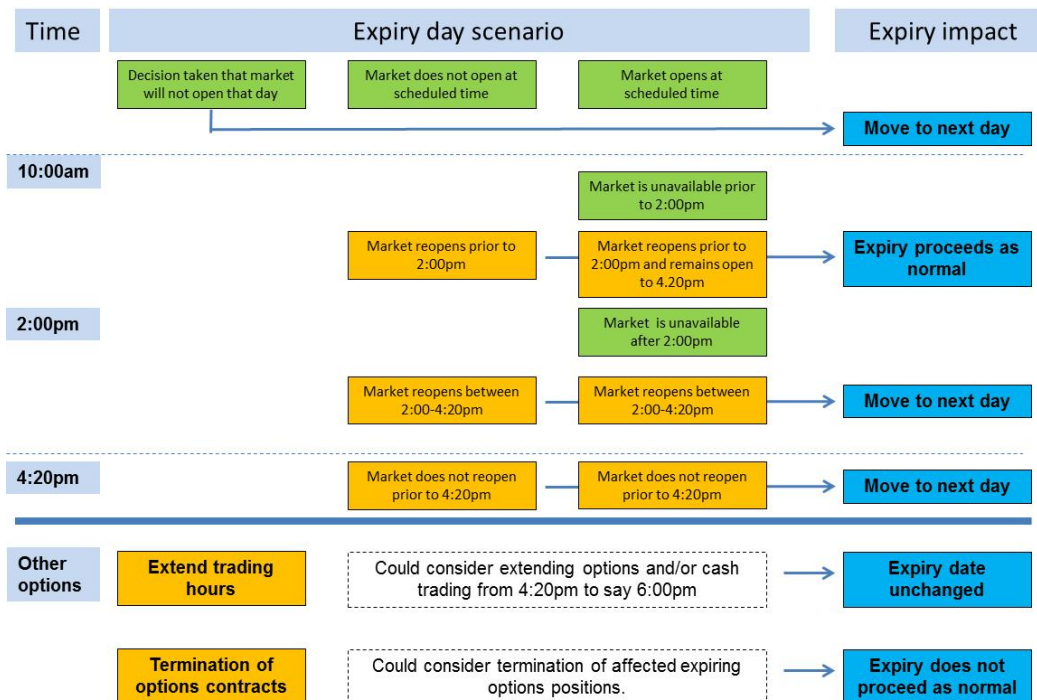 Time
Expiry day scenario
Expiry impact
Decision taken that market
will not open that day
Market does not open at
scheduled time
Market opens at
scheduled time
Move to next day
10:00am
Market is unavailable prior
to 2:00pm
Market reopens prior to
2:00pm
Market reopens prior to
2:00pm and remains open
to 4.20pm
Expiry proceeds as
normal
2:00pm
Market is unavailable
after 2:00pm
Market reopens between
2:00-4:20pm
Market reopens between
2:00-4:20pm
Move to next day
4:20pm
Market does not reopen
prior to 4:20pm
Market does not reopen
prior to 4:20pm
Move to next day
Other
options
Extend trading
hours
Could consider extending options and/or cash
trading from 4:20pm to say 6:00pm
Expiry date
unchanged
Termination of
options contracts
Could consider termination of affected expiring
options positions.
Expiry does not
proceed as normal